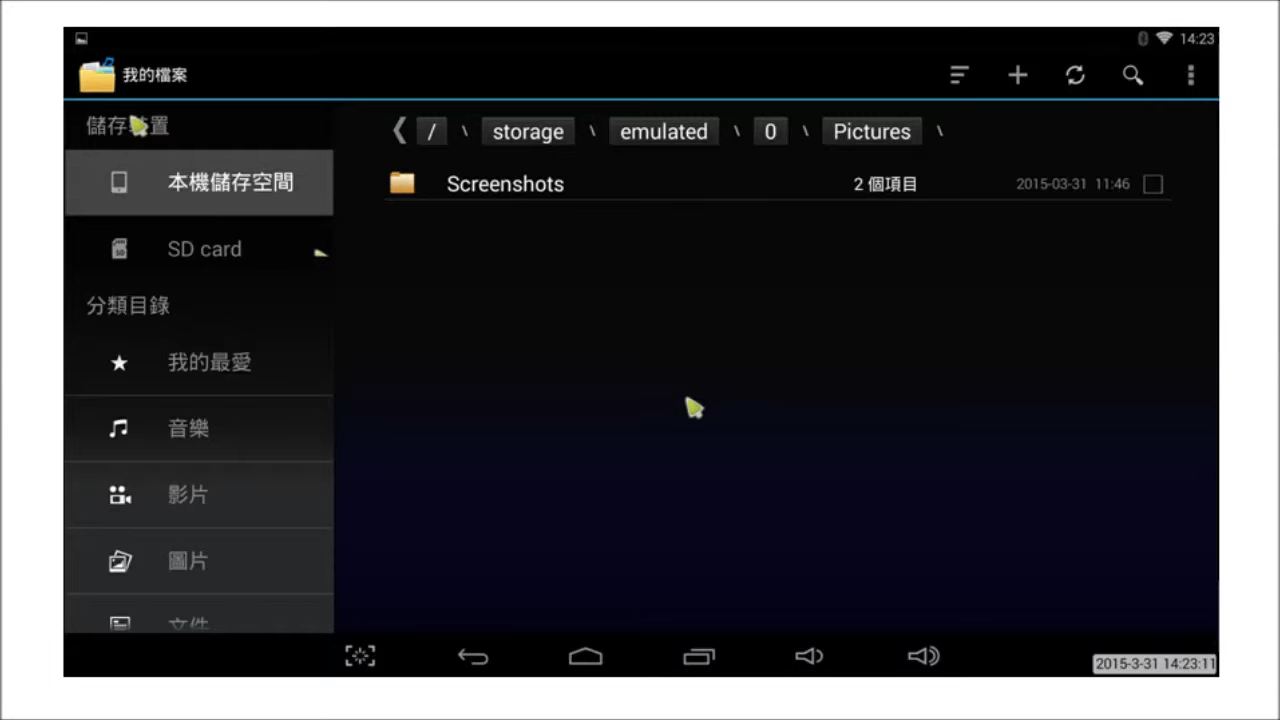 14:23
我的檔案
儲存裝置
/ \ storage \ emulated \ 0 \ Pictures \
本機儲存空間
Screenshots 2 個項目 2015-03-31 11:46
SD card
分類目錄
我的最愛
音樂
影片
圖片
文件
2015-3-31 14:23:11